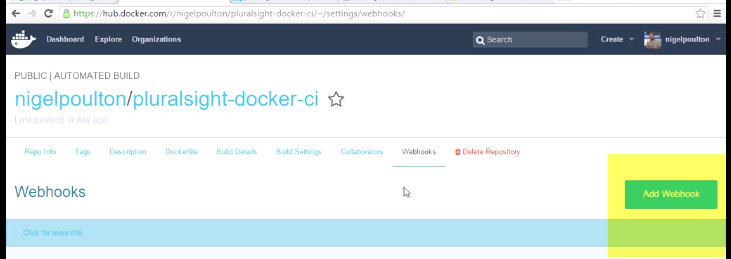 https://hub.docker.com/r/nigelpoulton/pluralsight-docker-ci/~/settings/webhooks/
Dashboard Explore Organizations Search Create nigelpoulton
PUBLIC | AUTOMATED BUILD
nigelpoulton/pluralsight-docker-ci
Last pushed: a day ago
Repo Info Tags Description Dockerfile Build Details Build Settings Collaborators Webhooks Delete Repository
Webhooks Add Webhook
Click for more info